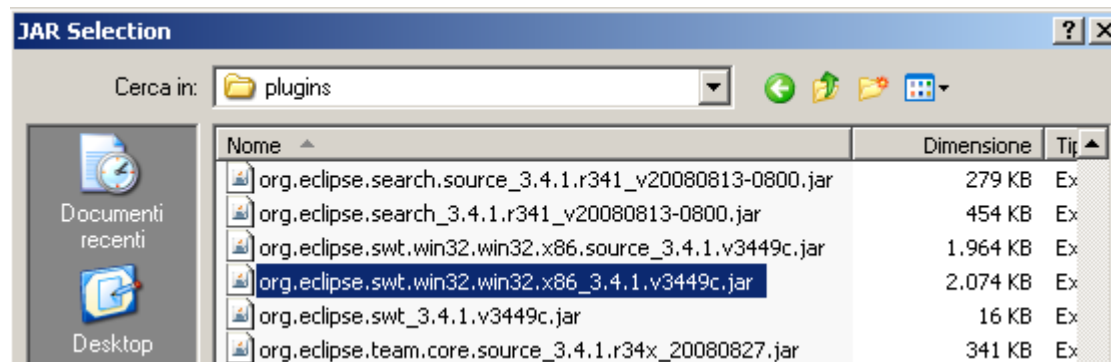 JAR Selection
Cerca in: plugins
Nome Dimensione
org.eclipse.search.source_3.4.1.r341_v20080813-0800.jar 279 KB Ex
org.eclipse.search_3.4.1.r341_v20080813-0800.jar 454 KB Ex
org.eclipse.swt.win32.win32.x86.source_3.4.1.v3449c.jar 1.964 KB Ex
org.eclipse.swt.win32.win32.x86_3.4.1.v3449c.jar 2.074 KB Ex
org.eclipse.swt_3.4.1.v3449c.jar 16 KB Ex
org.eclipse.team.core.source_3.4.1.r34x_20080827.jar 341 KB Ex
Documenti
recenti
Desktop